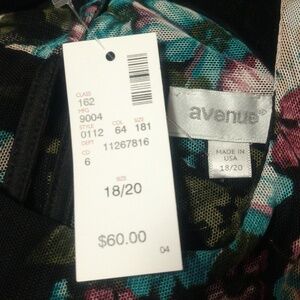 CLASS
162
MFG
9004
STYLE COL SIZE
0112 64 181
DEPT
11267816
CD
6
SIZE
18/20
$60.00
04
avenue
MADE IN
USA
18/20